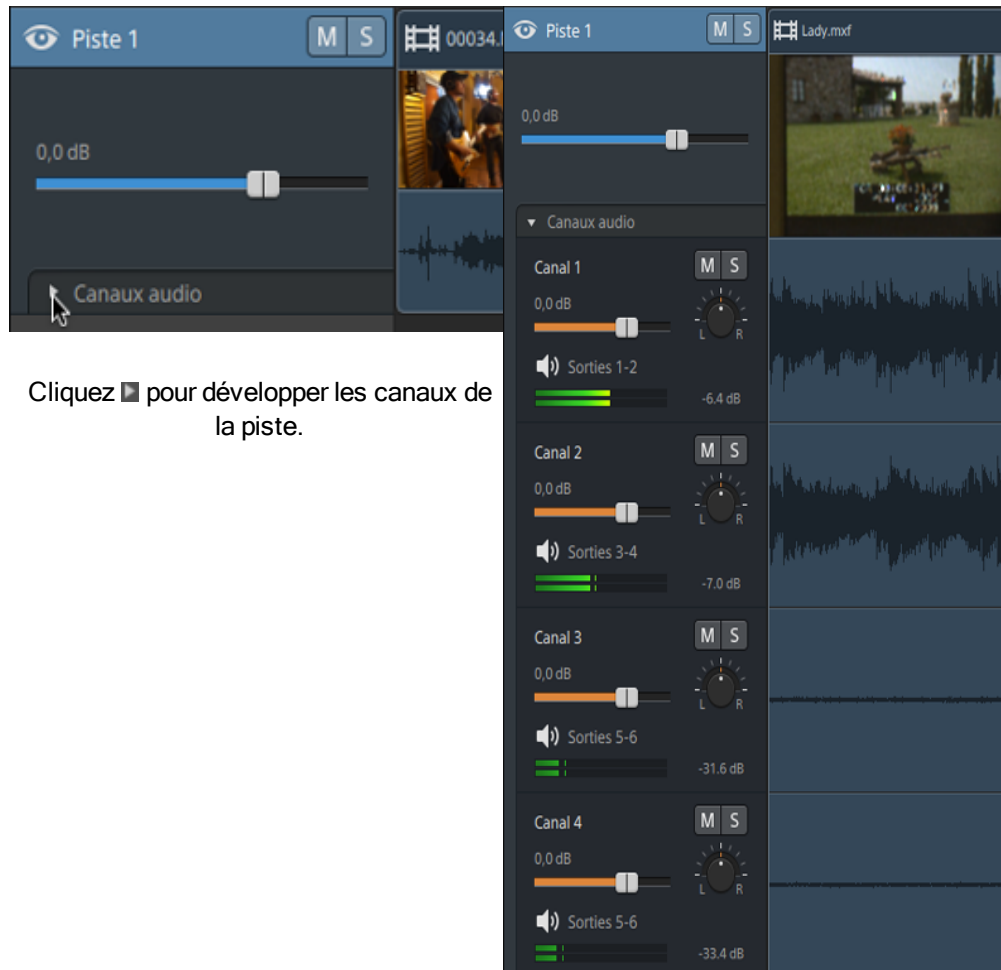 Piste 1
M S
00034.
0,0 dB
Canaux audio
Cliquez pour développer les canaux de
la piste.
Piste 1
M S
Lady.mxf
0,0 dB
Canaux audio
Canal 1
M S
0,0 dB
L R
Sorties 1-2
-6.4 dB
Canal 2
M S
0,0 dB
L R
Sorties 3-4
-7.0 dB
Canal 3
M S
0,0 dB
L R
Sorties 5-6
-31.6 dB
Canal 4
M S
0,0 dB
L R
Sorties 5-6
-33.4 dB